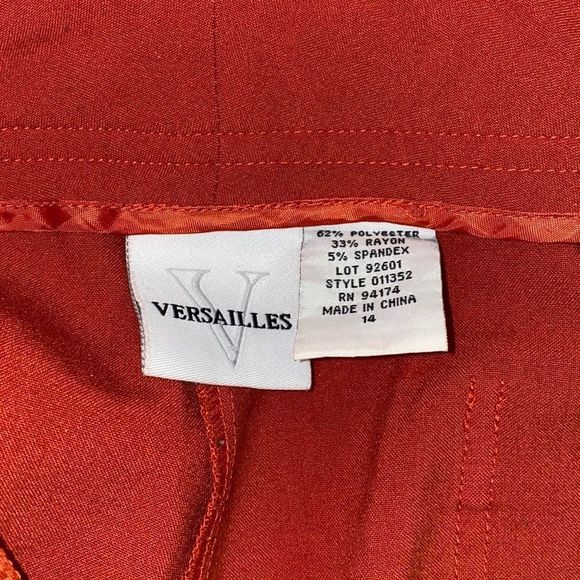 V
VERSAILLES
62% POLYESTER
33% RAYON
5% SPANDEX
LOT 92601
STYLE 011352
RN 94174
MADE IN CHINA
14